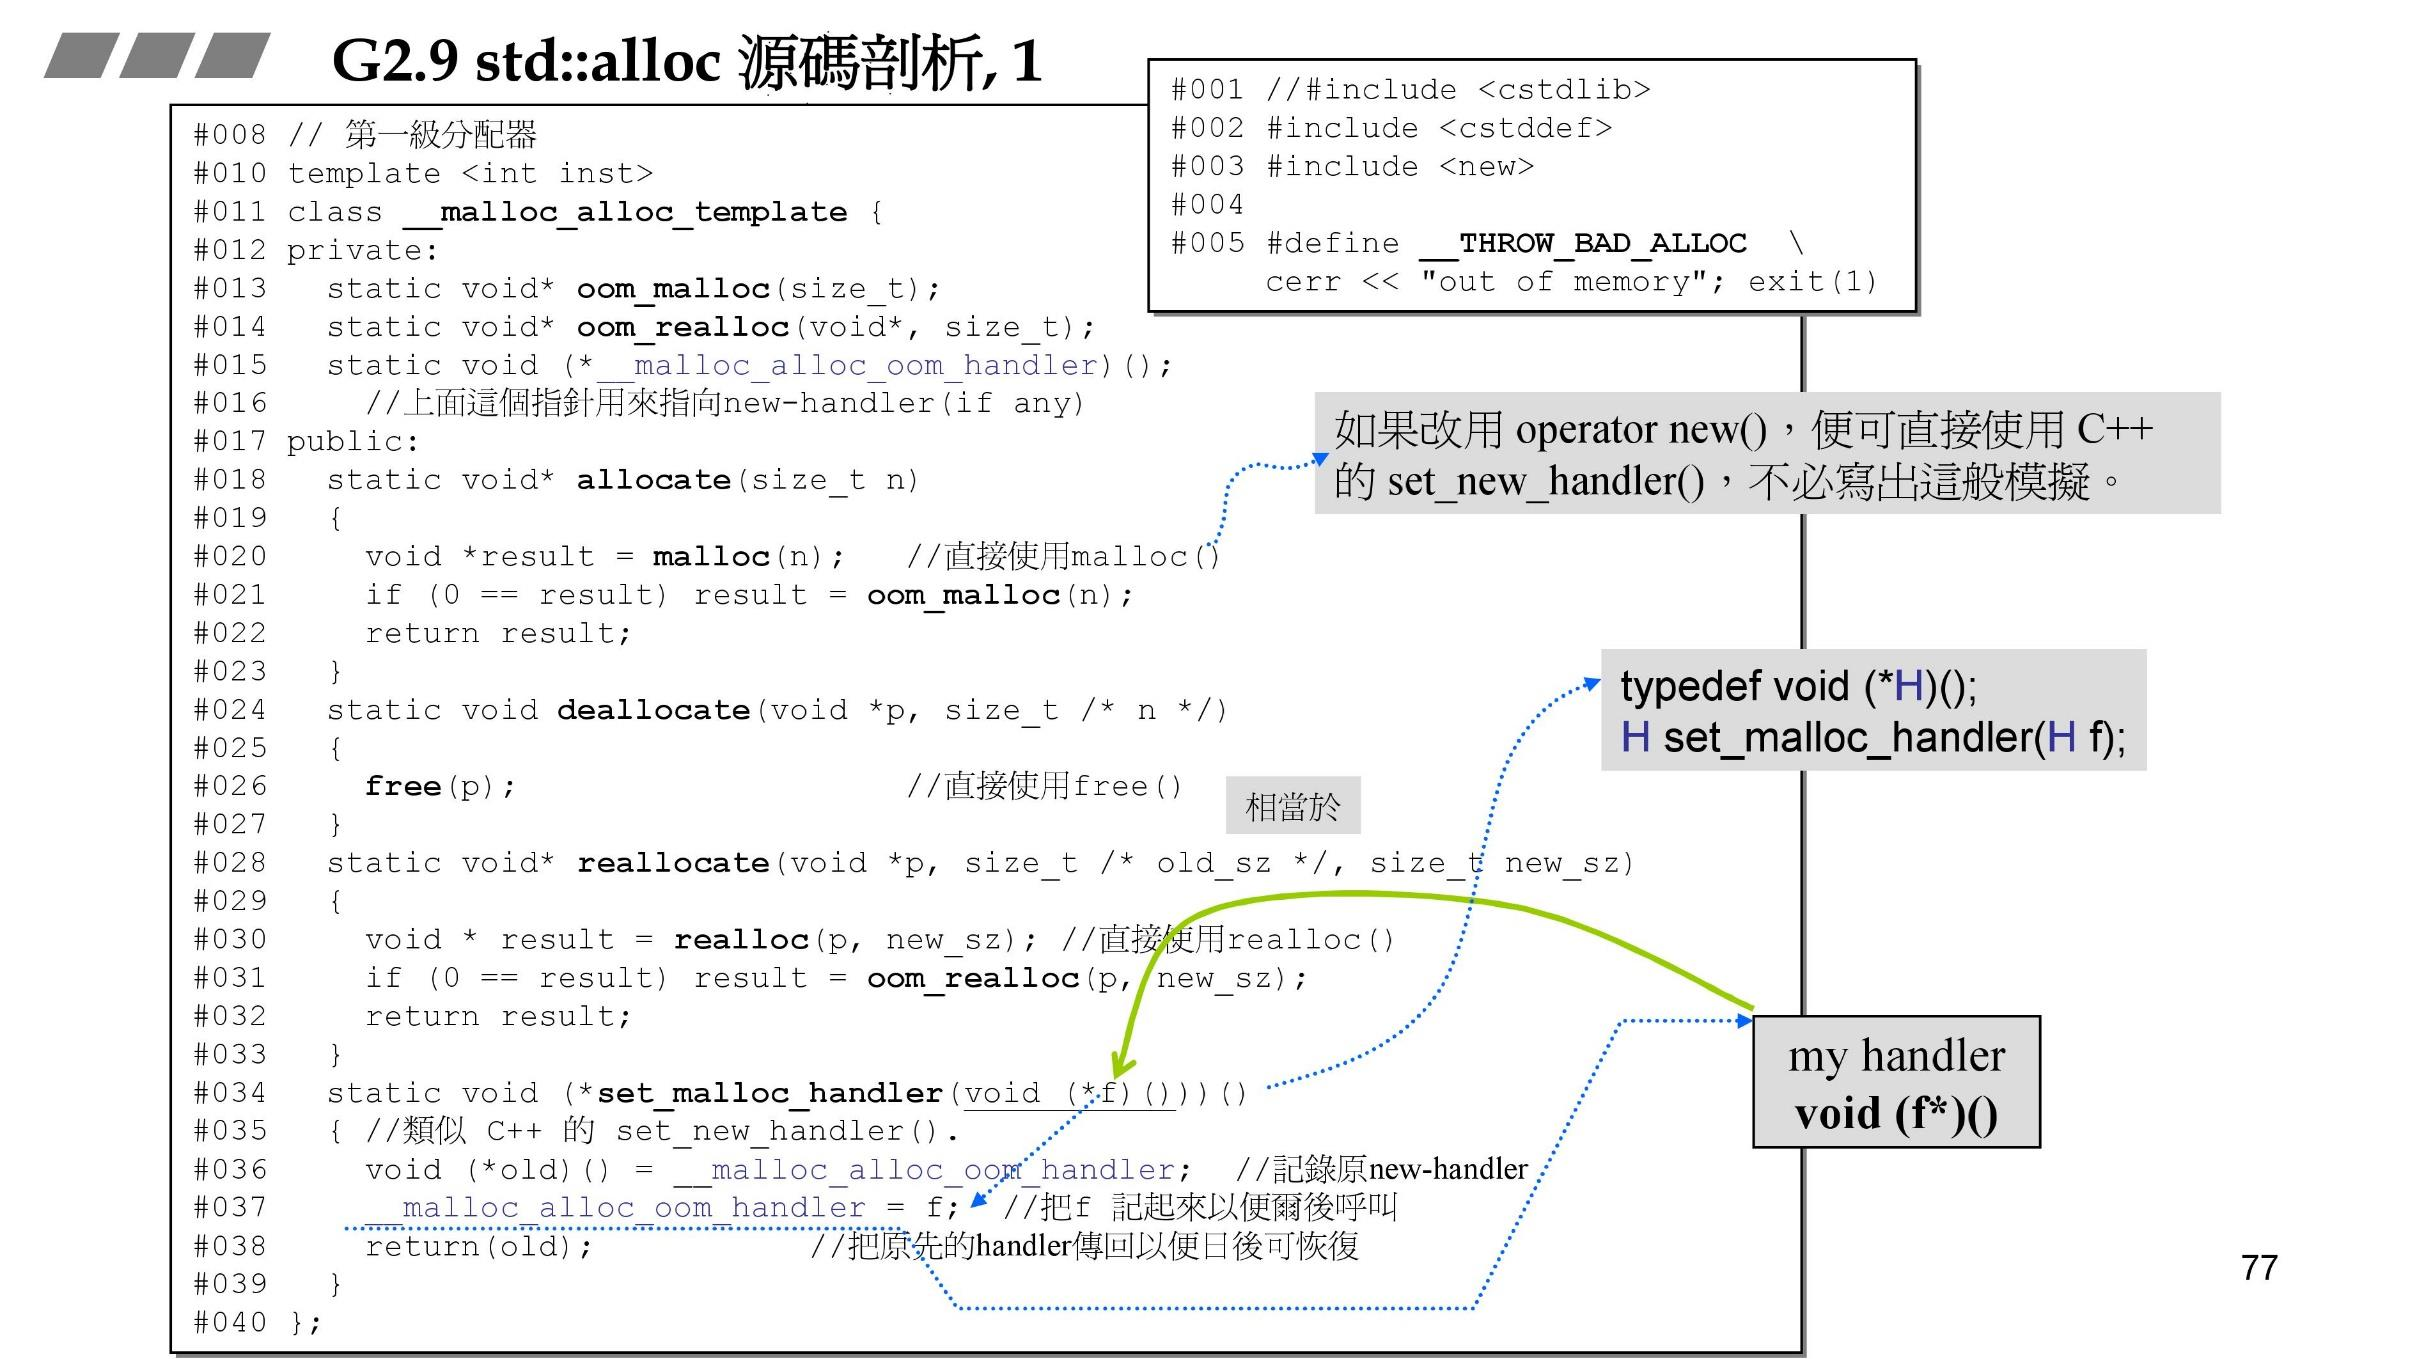 G2.9 std::alloc 源碼剖析, 1
#001 //#include <cstdlib>
#002 #include <cstddef>
#003 #include <new>
#004
#005 #define __THROW_BAD_ALLOC \
cerr << "out of memory"; exit(1)
#008 // 第一級分配器
#010 template <int inst>
#011 class __malloc_alloc_template {
#012 private:
#013 static void* oom_malloc(size_t);
#014 static void* oom_realloc(void*, size_t);
#015 static void (*__malloc_alloc_oom_handler)();
#016 //上面這個指針用來指向new-handler(if any)
#017 public:
#018 static void* allocate(size_t n)
#019 {
#020 void *result = malloc(n); //直接使用malloc()
#021 if (0 == result) result = oom_malloc(n);
#022 return result;
#023 }
#024 static void deallocate(void *p, size_t /* n */)
#025 {
#026 free(p); //直接使用free()
#027 }
#028 static void* reallocate(void *p, size_t /* old_sz */, size_t new_sz)
#029 {
#030 void * result = realloc(p, new_sz); //直接使用realloc()
#031 if (0 == result) result = oom_realloc(p, new_sz);
#032 return result;
#033 }
#034 static void (*set_malloc_handler(void (*f)()))()
#035 { //類似 C++ 的 set_new_handler().
#036 void (*old)() = __malloc_alloc_oom_handler; //記錄原new-handler
#037 __malloc_alloc_oom_handler = f; //把f 記起來以便爾後呼叫
#038 return(old); //把原先的handler傳回以便日後可恢復
#039 }
#040 };
如果改用 operator new()，便可直接使用 C++
的 set_new_handler()，不必寫出這般模擬。
typedef void (*H)();
H set_malloc_handler(H f);
相當於
my handler
void (f*)()
77